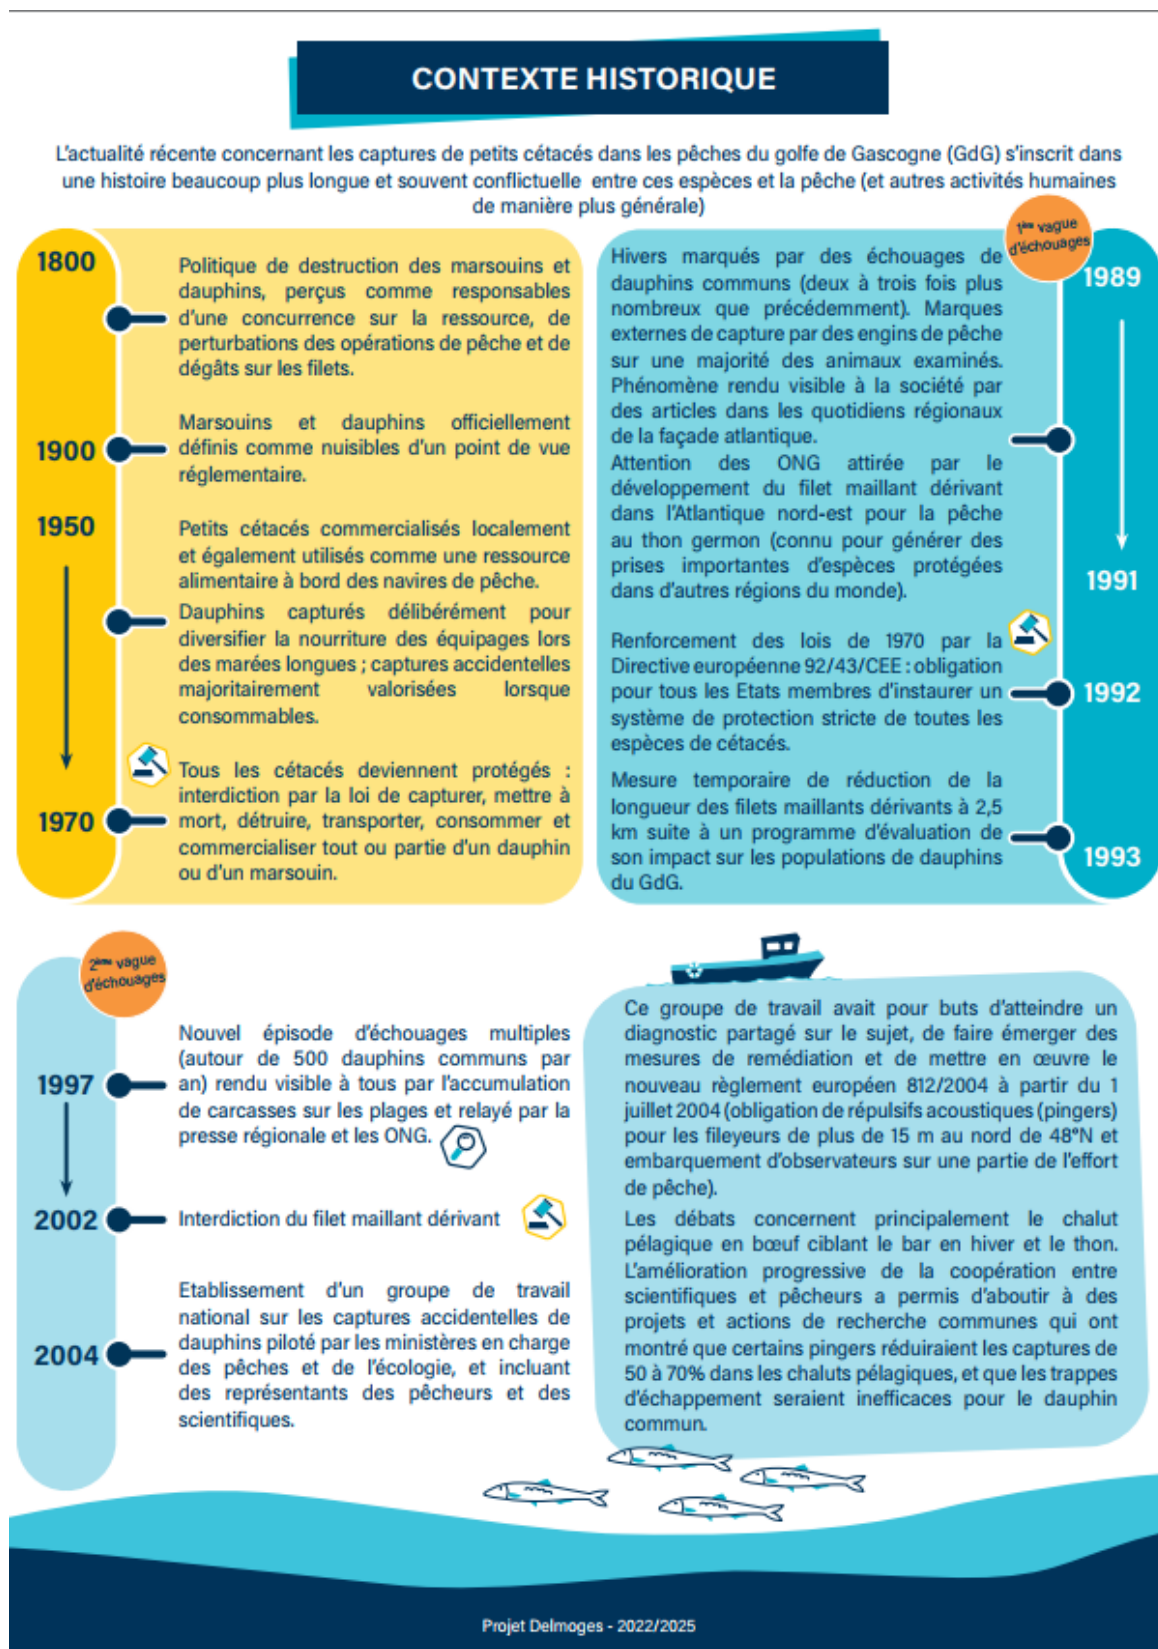 CONTEXTE HISTORIQUE
L'actualité récente concernant les captures de petits cétacés dans les pêches du golfe de Gascogne (GdG) s'inscrit dans
une histoire beaucoup plus longue et souvent conflictuelle entre ces espèces et la pêche (et autres activités humaines
de manière plus générale)
1800
Politique de destruction des marsouins et
dauphins, perçus comme responsables
d'une concurrence sur la ressource, de
perturbations des opérations de pêche et de
dégâts sur les filets.
1900
Marsouins et dauphins officiellement
définis comme nuisibles d'un point de vue
réglementaire.
1950
Petits cétacés commercialisés localement
et également utilisés comme une ressource
alimentaire à bord des navires de pêche.
Dauphins capturés délibérément pour
diversifier la nourriture des équipages lors
des marées longues ; captures accidentelles
majoritairement valorisées lorsque
consommables.
1970
Tous les cétacés deviennent protégés :
interdiction par la loi de capturer, mettre à
mort, détruire, transporter, consommer et
commercialiser tout ou partie d'un dauphin
ou d'un marsouin.
1ère vague
d'échouages
1989
Hivers marqués par des échouages de
dauphins communs (deux à trois fois plus
nombreux que précédemment). Marques
externes de capture par des engins de pêche
sur une majorité des animaux examinés.
Phénomène rendu visible à la société par
des articles dans les quotidiens régionaux
de la façade atlantique.
Attention des ONG attirée par le
développement du filet maillant dérivant
dans l'Atlantique nord-est pour la pêche
au thon germon (connu pour générer des
prises importantes d'espèces protégées
dans d'autres régions du monde).
1991
Renforcement des lois de 1970 par la
Directive européenne 92/43/CEE : obligation
pour tous les Etats membres d'instaurer un
système de protection stricte de toutes les
espèces de cétacés.
1992
Mesure temporaire de réduction de la
longueur des filets maillants dérivants à 2,5
km suite à un programme d'évaluation de
son impact sur les populations de dauphins
du GdG.
1993
2ème vague
d'échouages
1997
Nouvel épisode d'échouages multiples
(autour de 500 dauphins communs par
an) rendu visible à tous par l'accumulation
de carcasses sur les plages et relayé par la
presse régionale et les ONG.
2002
Interdiction du filet maillant dérivant
2004
Etablissement d'un groupe de travail
national sur les captures accidentelles de
dauphins piloté par les ministères en charge
des pêches et de l'écologie, et incluant
des représentants des pêcheurs et des
scientifiques.
Ce groupe de travail avait pour buts d'atteindre un
diagnostic partagé sur le sujet, de faire émerger des
mesures de remédiation et de mettre en œuvre le
nouveau règlement européen 812/2004 à partir du 1
juillet 2004 (obligation de répulsifs acoustiques (pingers)
pour les fileyeurs de plus de 15 m au nord de 48°N et
embarquement d'observateurs sur une partie de l'effort
de pêche).
Les débats concernent principalement le chalut
pélagique en bœuf ciblant le bar en hiver et le thon.
L'amélioration progressive de la coopération entre
scientifiques et pêcheurs a permis d'aboutir à des
projets et actions de recherche communes qui ont
montré que certains pingers réduiraient les captures de
50 à 70% dans les chaluts pélagiques, et que les trappes
d'échappement seraient inefficaces pour le dauphin
commun.
Projet Delmoges - 2022/2025